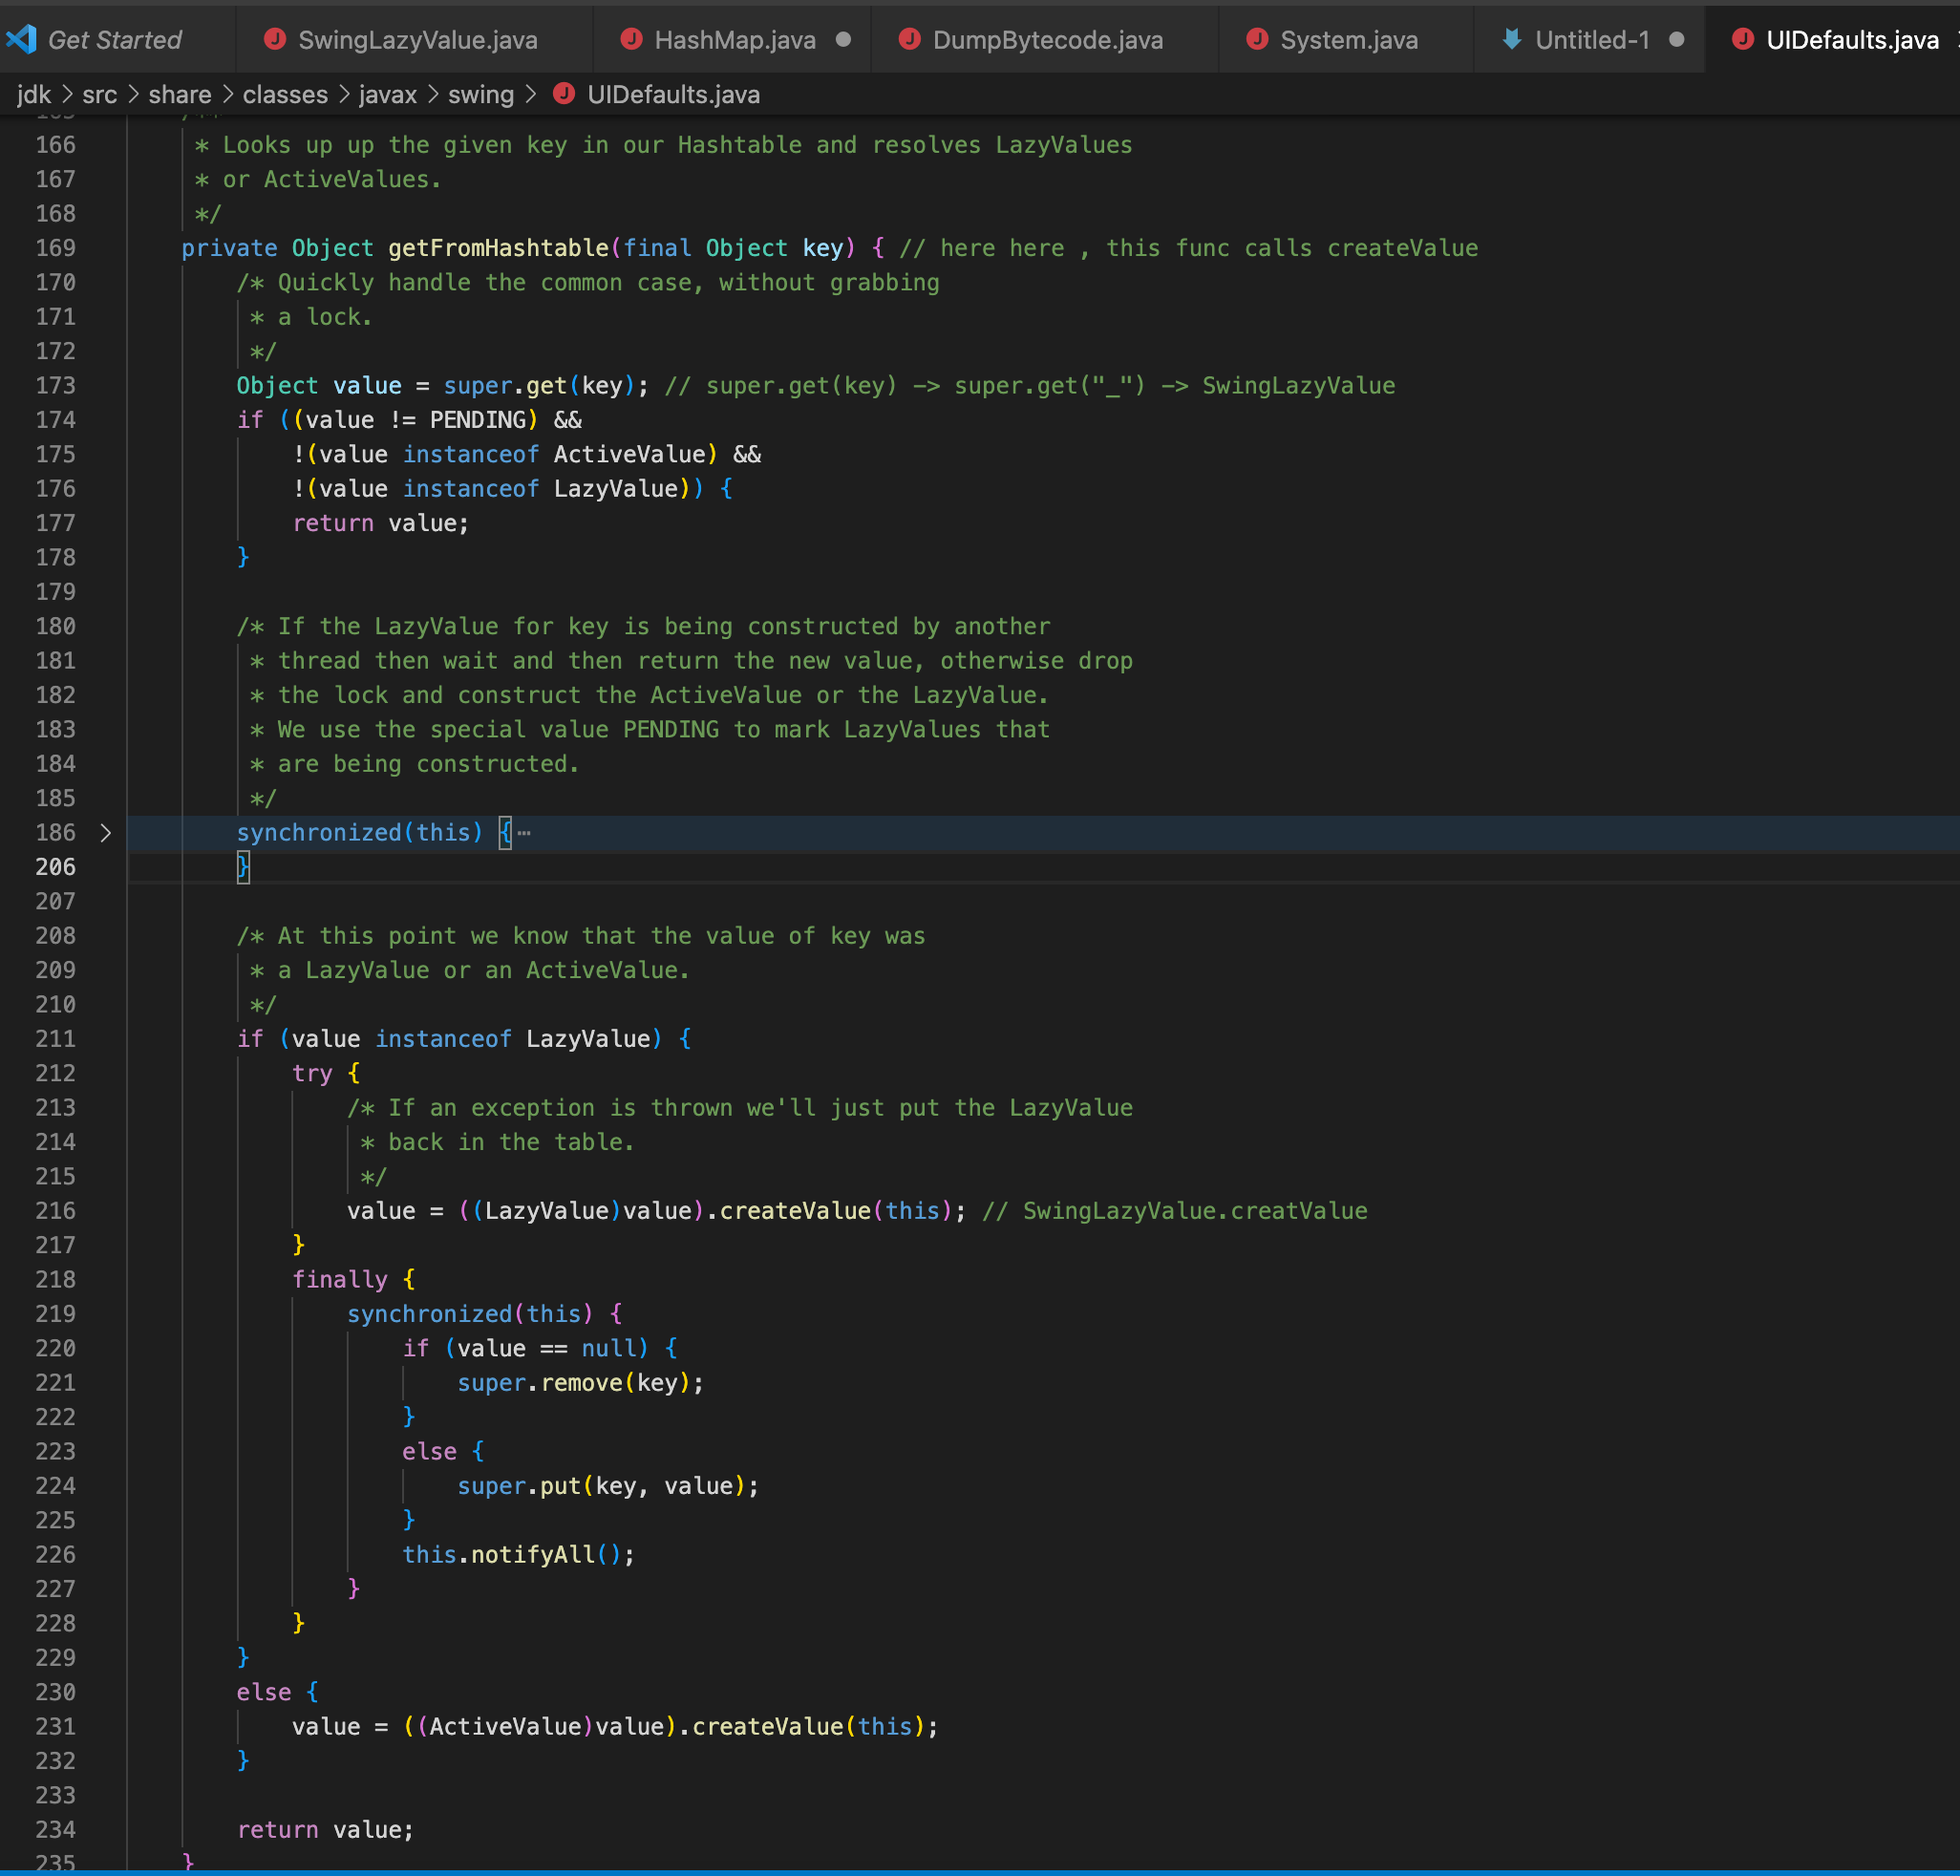 Get Started SwingLazyValue.java HashMap.java DumpBytecode.java System.java Untitled-1 UIDefaults.java
jdk > src > share > classes > javax > swing > UIDefaults.java
166 * Looks up up the given key in our Hashtable and resolves LazyValues
167 * or ActiveValues.
168 */
169 private Object getFromHashtable(final Object key) { // here here , this func calls createValue
170 /* Quickly handle the common case, without grabbing
171 * a lock.
172 */
173 Object value = super.get(key); // super.get(key) -> super.get("_") -> SwingLazyValue
174 if ((value != PENDING) &&
175 !(value instanceof ActiveValue) &&
176 !(value instanceof LazyValue)) {
177 return value;
178 }
179
180 /* If the LazyValue for key is being constructed by another
181 * thread then wait and then return the new value, otherwise drop
182 * the lock and construct the ActiveValue or the LazyValue.
183 * We use the special value PENDING to mark LazyValues that
184 * are being constructed.
185 */
186 > synchronized(this) {⋯
206 }
207
208 /* At this point we know that the value of key was
209 * a LazyValue or an ActiveValue.
210 */
211 if (value instanceof LazyValue) {
212 try {
213 /* If an exception is thrown we'll just put the LazyValue
214 * back in the table.
215 */
216 value = ((LazyValue)value).createValue(this); // SwingLazyValue.creatValue
217 }
218 finally {
219 synchronized(this) {
220 if (value == null) {
221 super.remove(key);
222 }
223 else {
224 super.put(key, value);
225 }
226 this.notifyAll();
227 }
228 }
229 }
230 else {
231 value = ((ActiveValue)value).createValue(this);
232 }
233
234 return value;
235 }